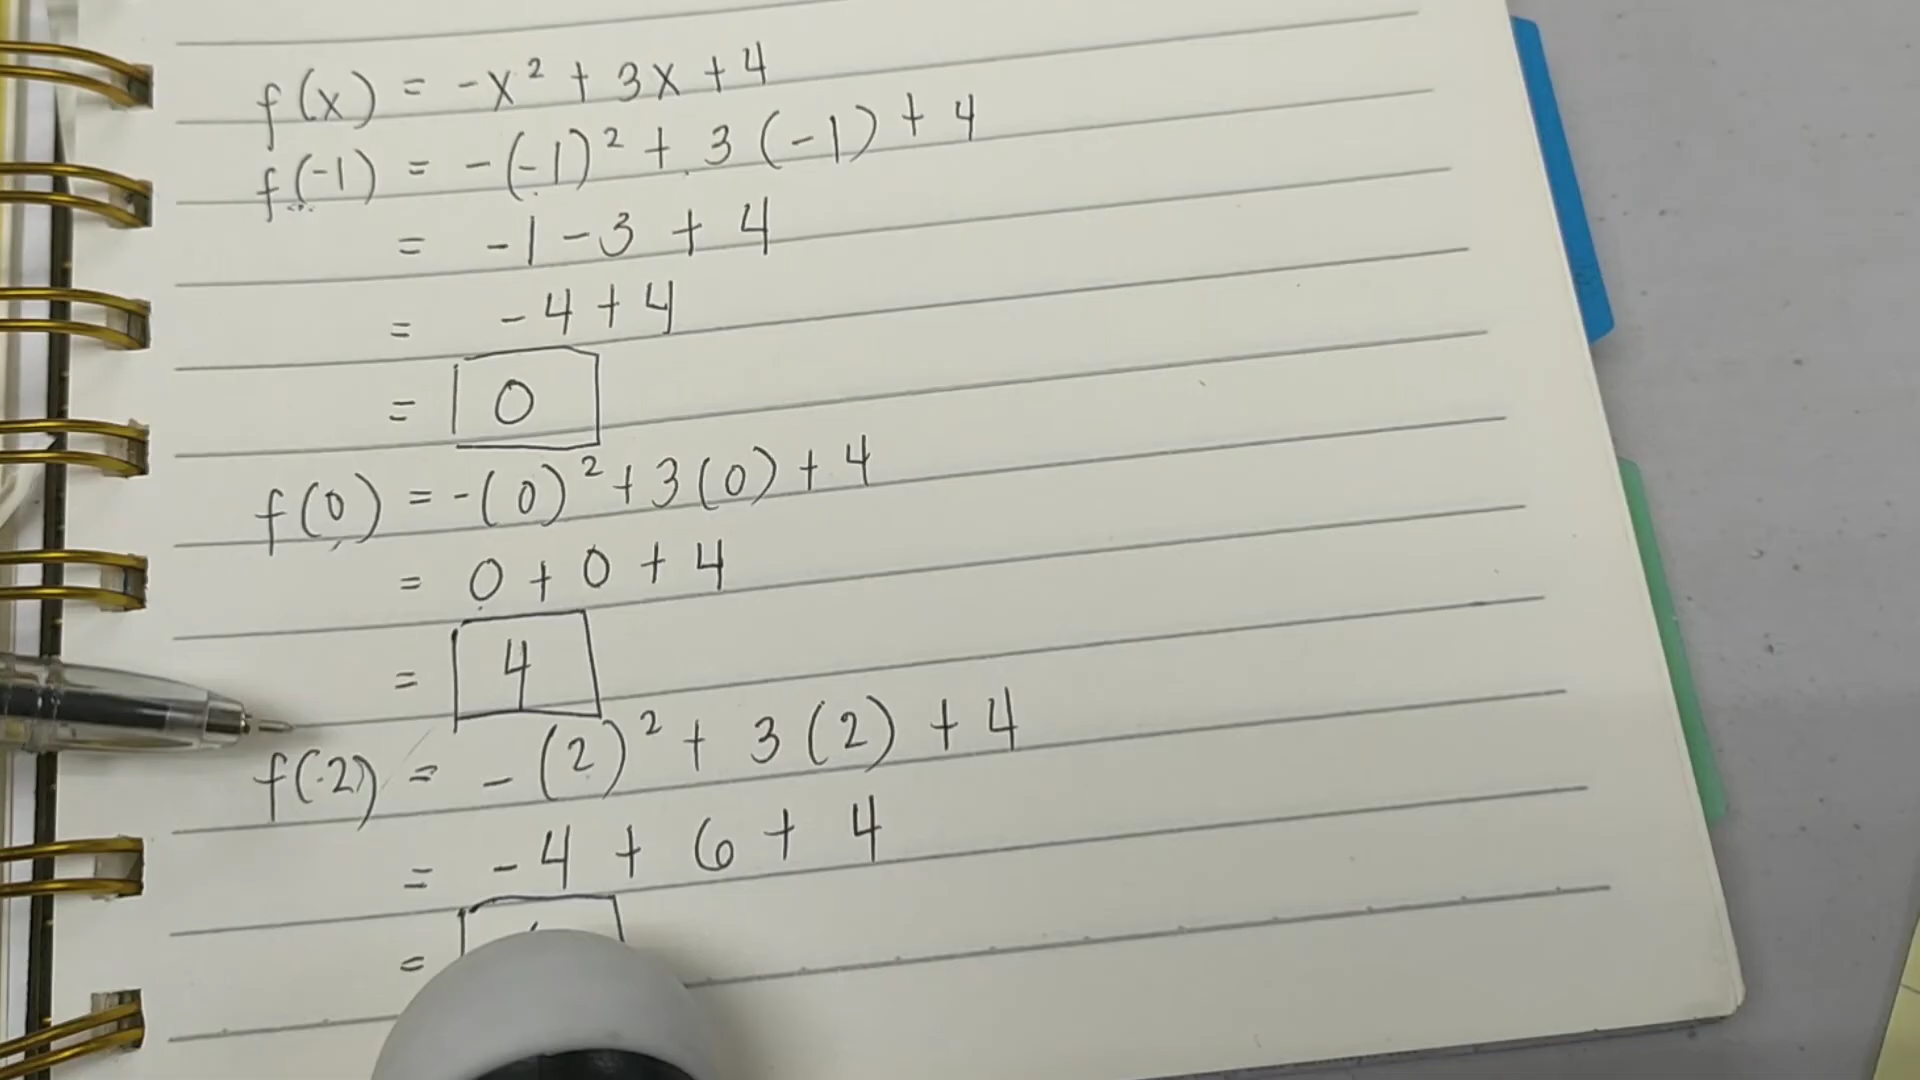 f(x) = -x² + 3x + 4
f(-1) = -(-1)² + 3(-1) + 4
= -1 - 3 + 4
= -4 + 4
= 0
f(0) = -(0)² + 3(0) + 4
= 0 + 0 + 4
= 4
f(-2) = -(2)² + 3(2) + 4
= -4 + 6 + 4
=